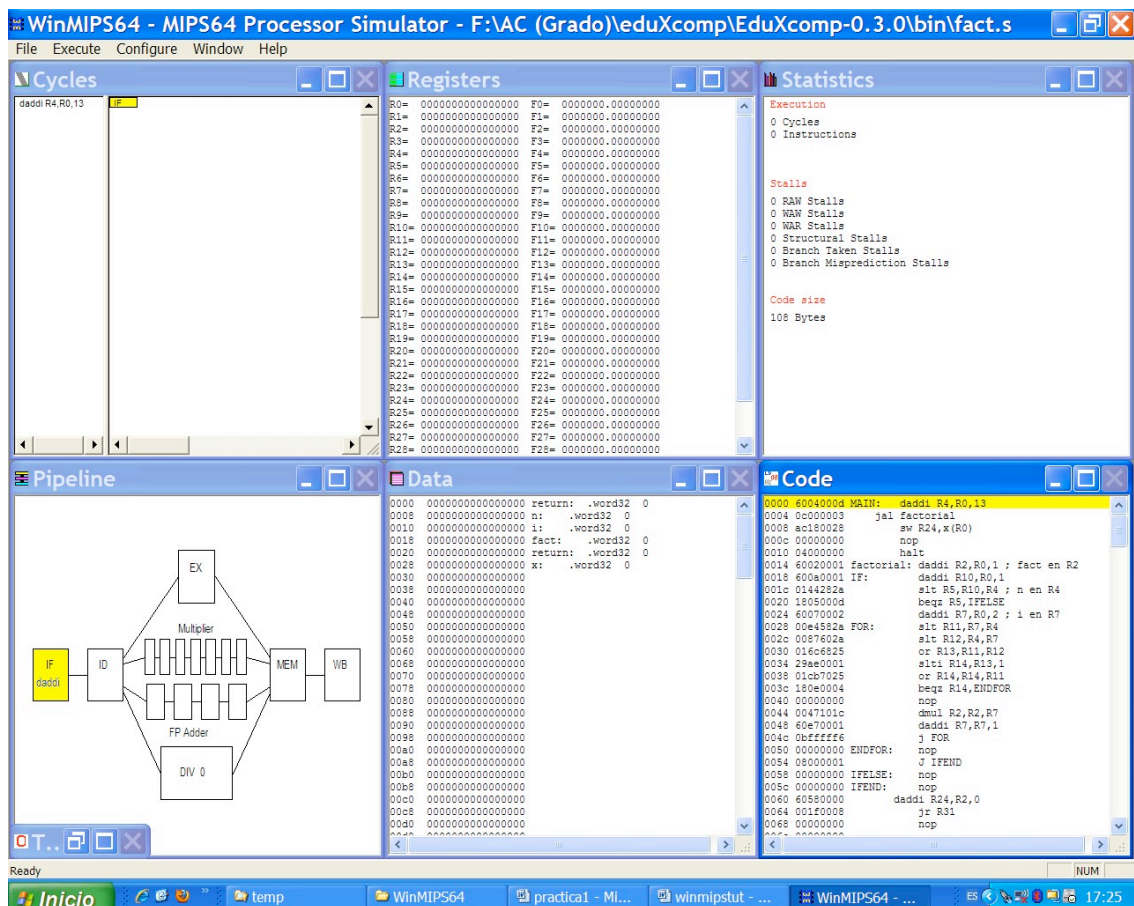 WinMIPS64 - MIPS64 Processor Simulator - F:\AC (Grado)\eduXcomp\EduXcomp-0.3.0\bin\fact.s
File Execute Configure Window Help
Cycles
daddi R4,R0,13
IF
Registers
R0= 0000000000000000 F0= 0000000.00000000
R1= 0000000000000000 F1= 0000000.00000000
R2= 0000000000000000 F2= 0000000.00000000
R3= 0000000000000000 F3= 0000000.00000000
R4= 0000000000000000 F4= 0000000.00000000
R5= 0000000000000000 F5= 0000000.00000000
R6= 0000000000000000 F6= 0000000.00000000
R7= 0000000000000000 F7= 0000000.00000000
R8= 0000000000000000 F8= 0000000.00000000
R9= 0000000000000000 F9= 0000000.00000000
R10= 0000000000000000 F10= 0000000.00000000
R11= 0000000000000000 F11= 0000000.00000000
R12= 0000000000000000 F12= 0000000.00000000
R13= 0000000000000000 F13= 0000000.00000000
R14= 0000000000000000 F14= 0000000.00000000
R15= 0000000000000000 F15= 0000000.00000000
R16= 0000000000000000 F16= 0000000.00000000
R17= 0000000000000000 F17= 0000000.00000000
R18= 0000000000000000 F18= 0000000.00000000
R19= 0000000000000000 F19= 0000000.00000000
R20= 0000000000000000 F20= 0000000.00000000
R21= 0000000000000000 F21= 0000000.00000000
R22= 0000000000000000 F22= 0000000.00000000
R23= 0000000000000000 F23= 0000000.00000000
R24= 0000000000000000 F24= 0000000.00000000
R25= 0000000000000000 F25= 0000000.00000000
R26= 0000000000000000 F26= 0000000.00000000
R27= 0000000000000000 F27= 0000000.00000000
R28= 0000000000000000 F28= 0000000.00000000
Statistics
Execution
0 Cycles
0 Instructions
Stalls
0 RAW Stalls
0 WAW Stalls
0 WAR Stalls
0 Structural Stalls
0 Branch Taken Stalls
0 Branch Misprediction Stalls
Code size
108 Bytes
Pipeline
EX
Multiplier
IF
daddi
ID
MEM
WB
FP Adder
DIV 0
T..
Data
0000 0000000000000000 return: .word32 0
0008 0000000000000000 n: .word32 0
0010 0000000000000000 i: .word32 0
0018 0000000000000000 fact: .word32 0
0020 0000000000000000 return: .word32 0
0028 0000000000000000 x: .word32 0
0030 0000000000000000
0038 0000000000000000
0040 0000000000000000
0048 0000000000000000
0050 0000000000000000
0058 0000000000000000
0060 0000000000000000
0068 0000000000000000
0070 0000000000000000
0078 0000000000000000
0080 0000000000000000
0088 0000000000000000
0090 0000000000000000
0098 0000000000000000
00a0 0000000000000000
00a8 0000000000000000
00b0 0000000000000000
00b8 0000000000000000
00c0 0000000000000000
00c8 0000000000000000
00d0 0000000000000000
Code
0000 6004000d MAIN: daddi R4,R0,13
0004 0c000003 jal factorial
0008 ac180028 sw R24,x(R0)
000c 00000000 nop
0010 04000000 halt
0014 60020001 factorial: daddi R2,R0,1 ; fact en R2
0018 600a0001 IF: daddi R10,R0,1
001c 0144282a slt R5,R10,R4 ; n en R4
0020 1805000d beqz R5,IFELSE
0024 60070002 daddi R7,R0,2 ; i en R7
0028 00e4582a FOR: slt R11,R7,R4
002c 0087602a slt R12,R4,R7
0030 016c6825 or R13,R11,R12
0034 29ae0001 slti R14,R13,1
0038 01cb7025 or R14,R14,R11
003c 180e0004 beqz R14,ENDFOR
0040 00000000 nop
0044 0047101c dmul R2,R2,R7
0048 60e70001 daddi R7,R7,1
004c 0bfffff6 j FOR
0050 00000000 ENDFOR: nop
0054 08000001 J IFEND
0058 00000000 IFELSE: nop
005c 00000000 IFEND: nop
0060 60580000 daddi R24,R2,0
0064 001f0008 jr R31
0068 00000000 nop
Ready
NUM
Inicio
temp
WinMIPS64
practica1 - Mi...
winmipstut - ...
WinMIPS64 - ...
ES
17:25